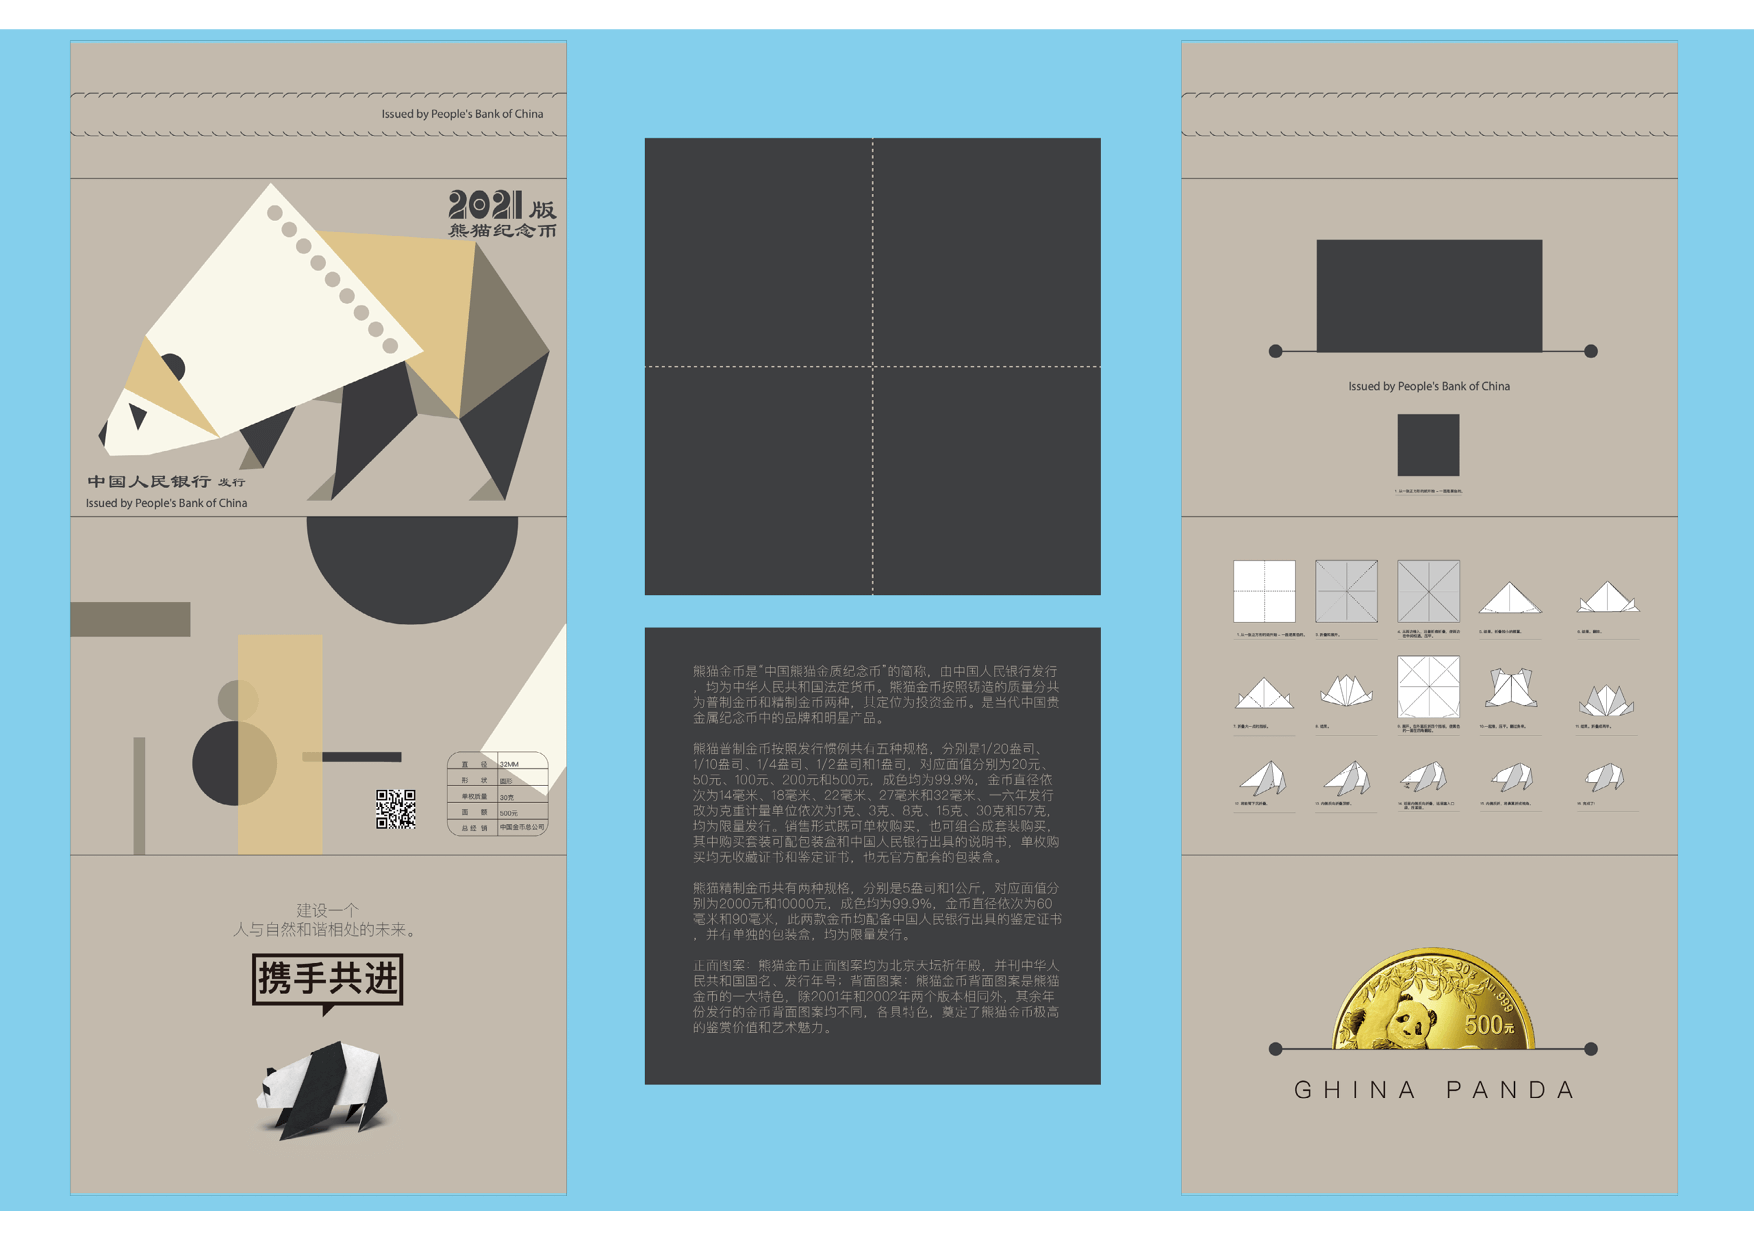 Issued by People's Bank of China
2021 版
熊猫纪念币
中国人民银行 发行
Issued by People's Bank of China
直 径 32MM
形 状 圆形
单枚质量 30克
面 额 500元
总 经 销 中国金币总公司
建设一个
人与自然和谐相处的未来。
携手共进
熊猫金币是“中国熊猫金质纪念币”的简称，由中国人民银行发行
，均为中华人民共和国法定货币。熊猫金币按照铸造的质量分共
为普制金币和精制金币两种，其定位为投资金币。是当代中国贵
金属纪念币中的品牌和明星产品。
熊猫普制金币按照发行惯例共有五种规格，分别是1/20盎司、
1/10盎司、1/4盎司、1/2盎司和1盎司，对应面值分别为20元、
50元、100元、200元和500元，成色均为99.9%，金币直径依
次为14毫米、18毫米、22毫米、27毫米和32毫米，一六年发行
改为克重计量单位依次为1克、3克、8克、15克、30克和57克，
均为限量发行。销售形式既可单枚购买，也可组合成套装购买，
其中购买套装可配包装盒和中国人民银行出具的说明书，单枚购
买均无收藏证书和鉴定证书，也无官方配套的包装盒。
熊猫精制金币共有两种规格，分别是5盎司和1公斤，对应面值分
别为2000元和10000元，成色均为99.9%，金币直径依次为60
毫米和90毫米，此两款金币均配备中国人民银行出具的鉴定证书
，并有单独的包装盒，均为限量发行。
正面图案：熊猫金币正面图案均为北京天坛祈年殿，并刊中华人
民共和国国名、发行年号；背面图案：熊猫金币背面图案是熊猫
金币的一大特色，除2001年和2002年两个版本相同外，其余年
份发行的金币背面图案均不同，各具特色，奠定了熊猫金币极高
的鉴赏价值和艺术魅力。
Issued by People's Bank of China
30g Au.999
500元
GHINA PANDA